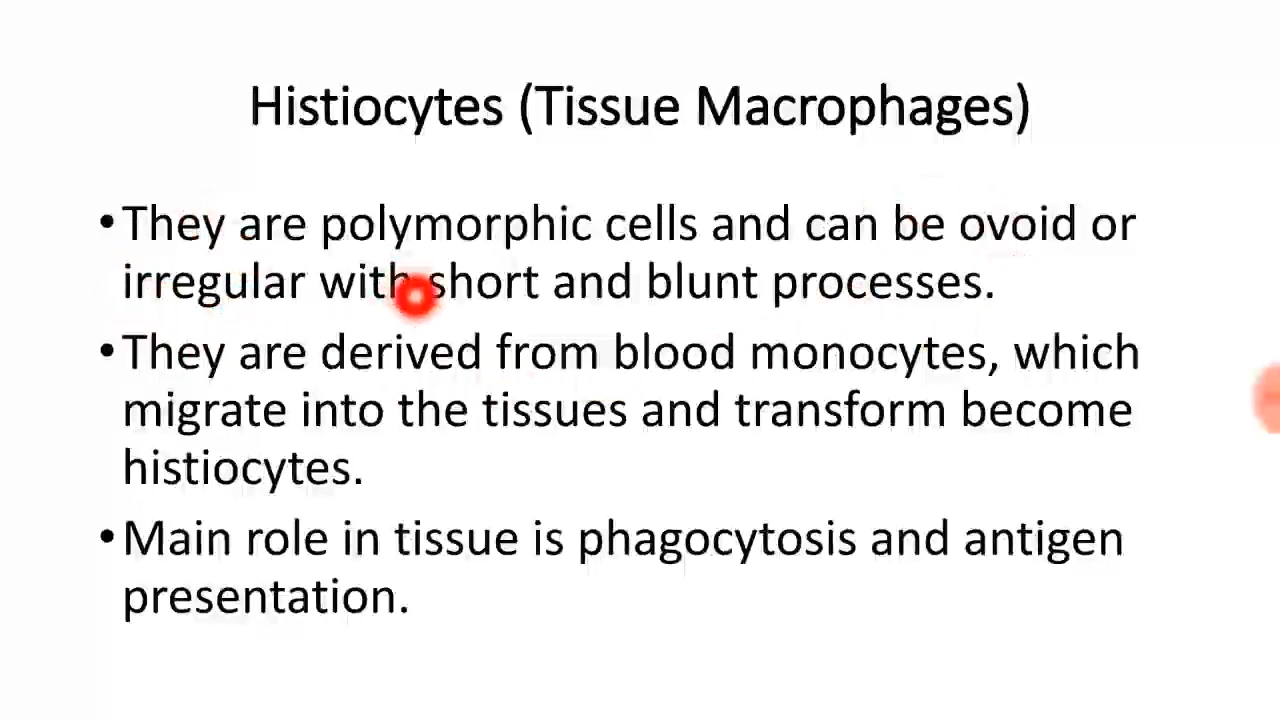 Histiocytes (Tissue Macrophages)
•They are polymorphic cells and can be ovoid or
irregular with short and blunt processes.
•They are derived from blood monocytes, which
migrate into the tissues and transform become
histiocytes.
•Main role in tissue is phagocytosis and antigen
presentation.